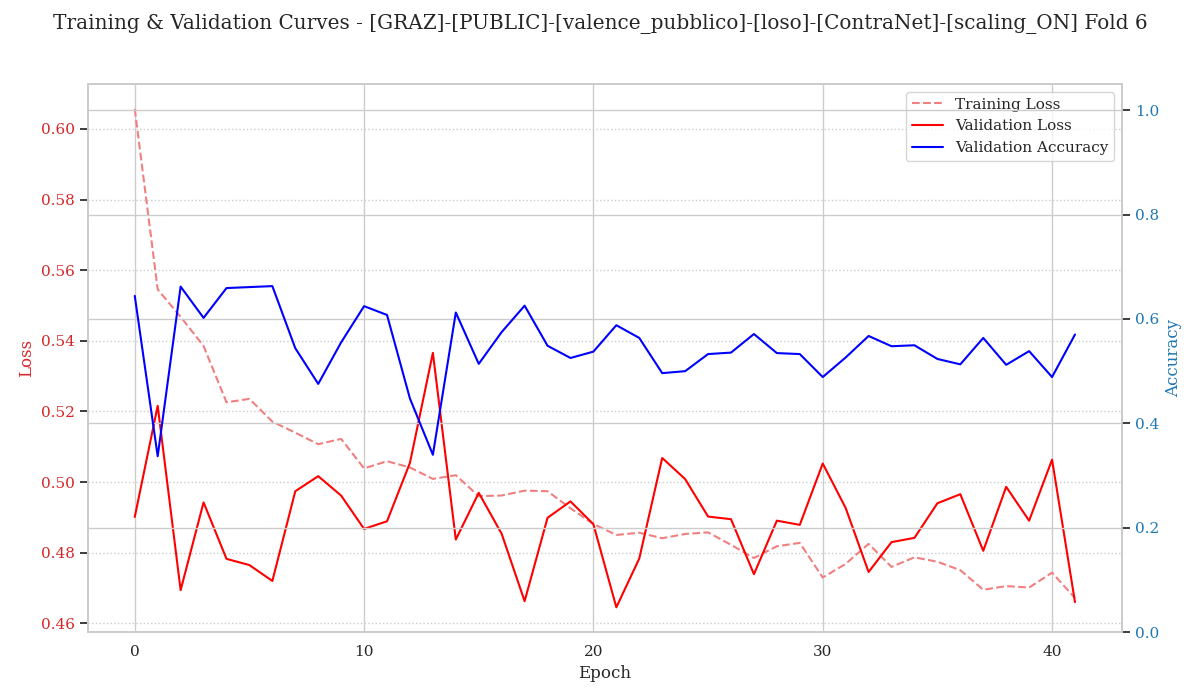 Training & Validation Curves - [GRAZ]-[PUBLIC]-[valence_pubblico]-[loso]-[ContraNet]-[scaling_ON] Fold 6
Training Loss
Validation Loss
Validation Accuracy
0.60
0.58
0.56
0.54
0.52
0.50
0.48
0.46
Loss
1.0
0.8
0.6
0.4
0.2
0.0
Accuracy
0
10
20
30
40
Epoch